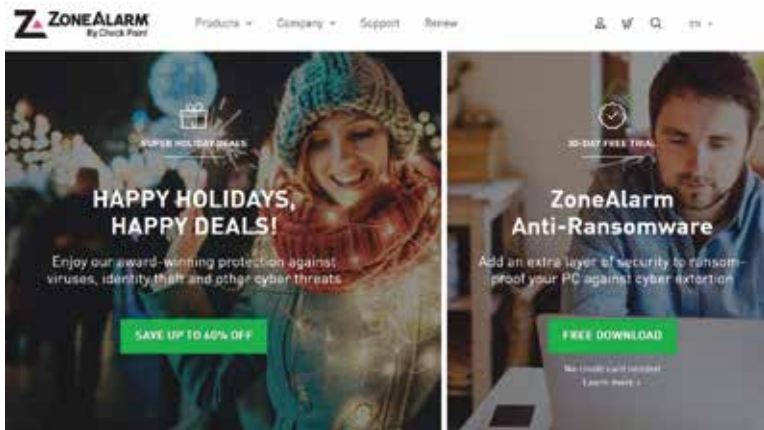 ZONEALARM
By Check Point
Products
Company
Support
Renew
EN
SUPER HOLIDAY DEALS
HAPPY HOLIDAYS,
HAPPY DEALS!
Enjoy our award-winning protection against
viruses, identity theft and other cyber threats
SAVE UP TO 60% OFF
30-DAY FREE TRIAL
ZoneAlarm
Anti-Ransomware
Add an extra layer of security to ransom-
proof your PC against cyber extortion
FREE DOWNLOAD
No credit card needed
Learn more >